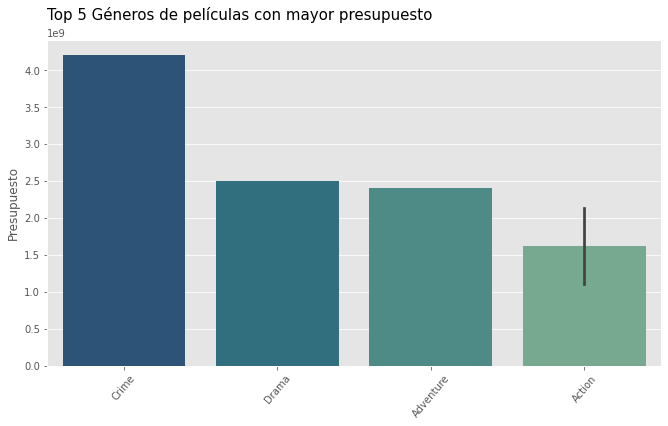 Top 5 Géneros de películas con mayor presupuesto
1e9
4.0
3.5
3.0
2.5
2.0
1.5
1.0
0.5
0.0
Presupuesto
Crime
Drama
Adventure
Action